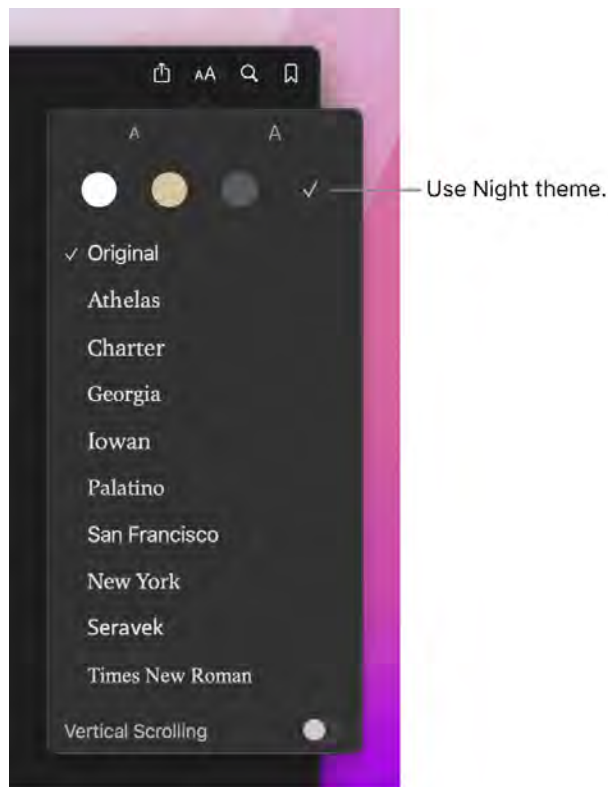 AA
A A
Use Night theme.
Original
Athelas
Charter
Georgia
Iowan
Palatino
San Francisco
New York
Seravek
Times New Roman
Vertical Scrolling